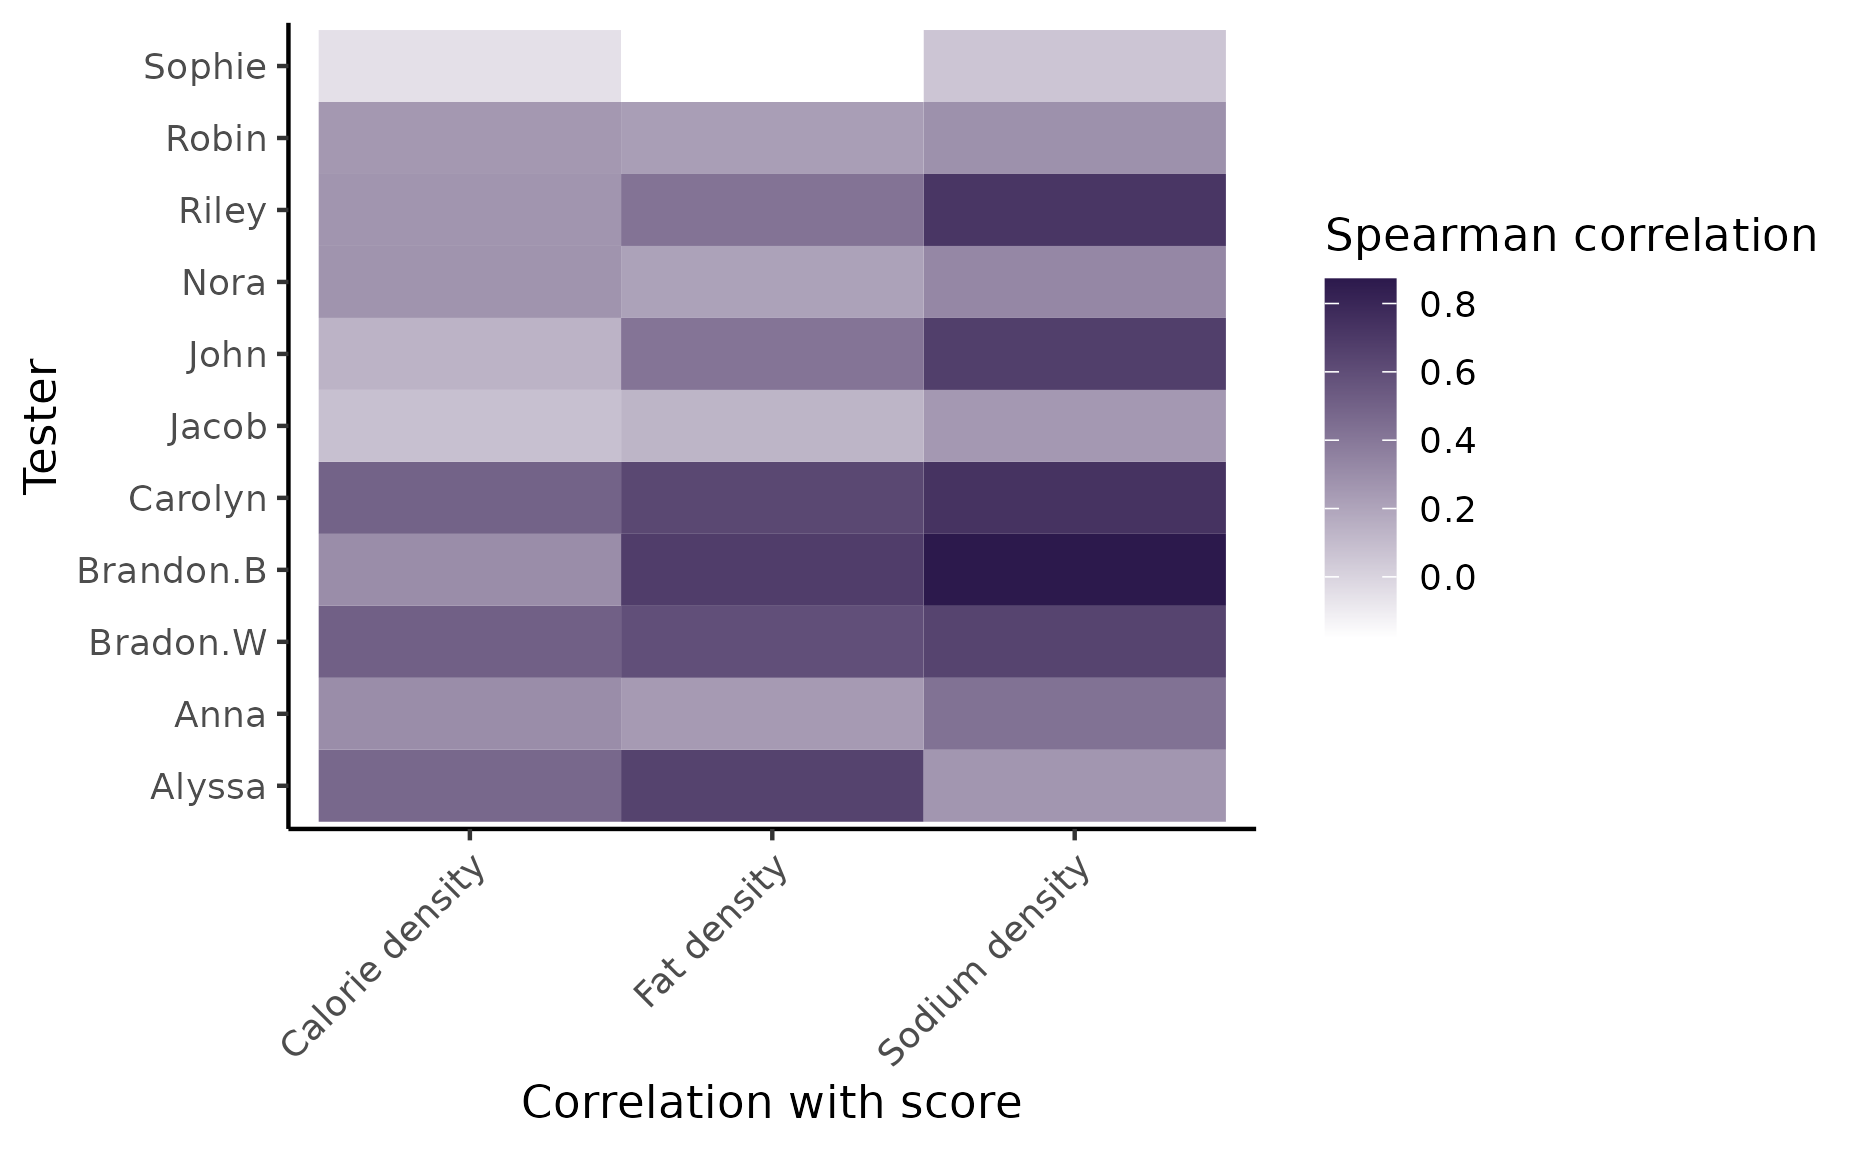 Sophie
Robin
Riley
Nora
John
Jacob
Carolyn
Brandon.B
Bradon.W
Anna
Alyssa
Tester
Calorie density
Fat density
Sodium density
Correlation with score
Spearman correlation
0.8
0.6
0.4
0.2
0.0